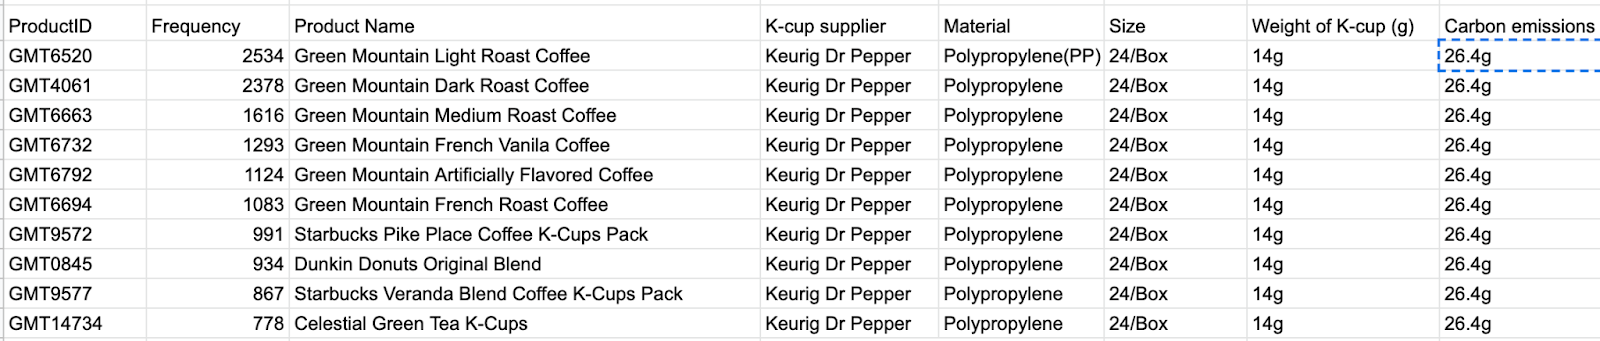 ProductID Frequency Product Name K-cup supplier Material Size Weight of K-cup (g) Carbon emissions
GMT6520 2534 Green Mountain Light Roast Coffee Keurig Dr Pepper Polypropylene(PP) 24/Box 14g 26.4g
GMT4061 2378 Green Mountain Dark Roast Coffee Keurig Dr Pepper Polypropylene 24/Box 14g 26.4g
GMT6663 1616 Green Mountain Medium Roast Coffee Keurig Dr Pepper Polypropylene 24/Box 14g 26.4g
GMT6732 1293 Green Mountain French Vanila Coffee Keurig Dr Pepper Polypropylene 24/Box 14g 26.4g
GMT6792 1124 Green Mountain Artificially Flavored Coffee Keurig Dr Pepper Polypropylene 24/Box 14g 26.4g
GMT6694 1083 Green Mountain French Roast Coffee Keurig Dr Pepper Polypropylene 24/Box 14g 26.4g
GMT9572 991 Starbucks Pike Place Coffee K-Cups Pack Keurig Dr Pepper Polypropylene 24/Box 14g 26.4g
GMT0845 934 Dunkin Donuts Original Blend Keurig Dr Pepper Polypropylene 24/Box 14g 26.4g
GMT9577 867 Starbucks Veranda Blend Coffee K-Cups Pack Keurig Dr Pepper Polypropylene 24/Box 14g 26.4g
GMT14734 778 Celestial Green Tea K-Cups Keurig Dr Pepper Polypropylene 24/Box 14g 26.4g